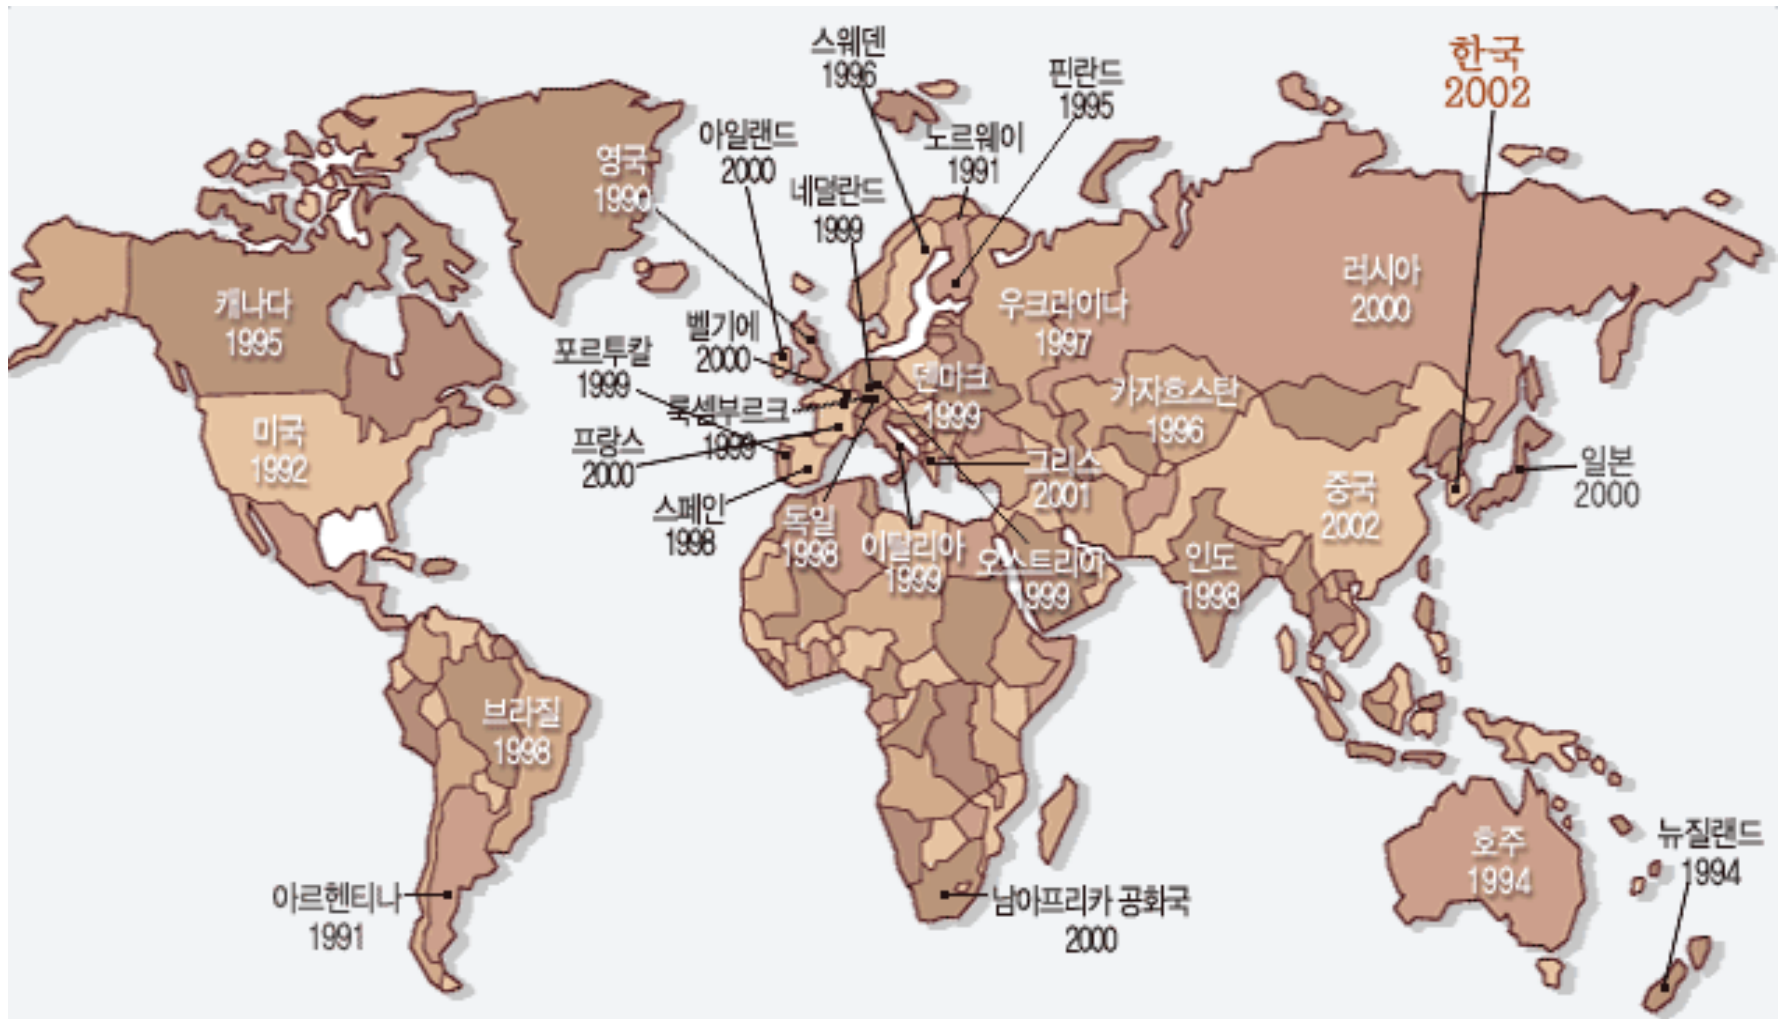 스웨덴
1996
핀란드
1995
한국
2002
아일랜드
2000
노르웨이
1991
영국
1990
네덜란드
1999
러시아
2000
캐나다
1995
우크라이나
1997
벨기에
2000
포르투칼
1999
덴마크
1999
카자흐스탄
1996
룩셈부르크
1999
미국
1992
프랑스
2000
그리스
2001
일본
2000
중국
2002
스페인
1998
독일
1998
이탈리아
1999
오스트리아
1999
인도
1998
브라질
1998
호주
1994
뉴질랜드
1994
아르헨티나
1991
남아프리카 공화국
2000